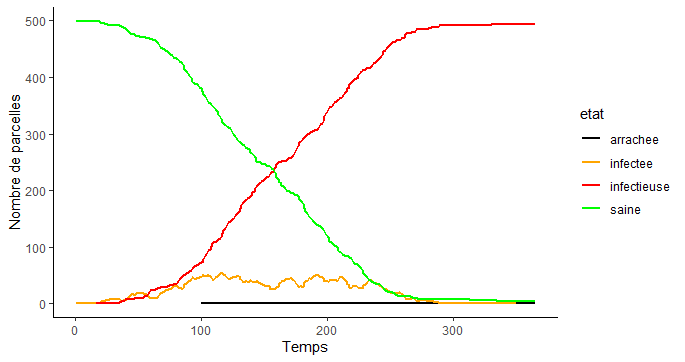 500
400
300
200
100
0
Nombre de parcelles
0 100 200 300
Temps
etat
arrachee
infectee
infectieuse
saine